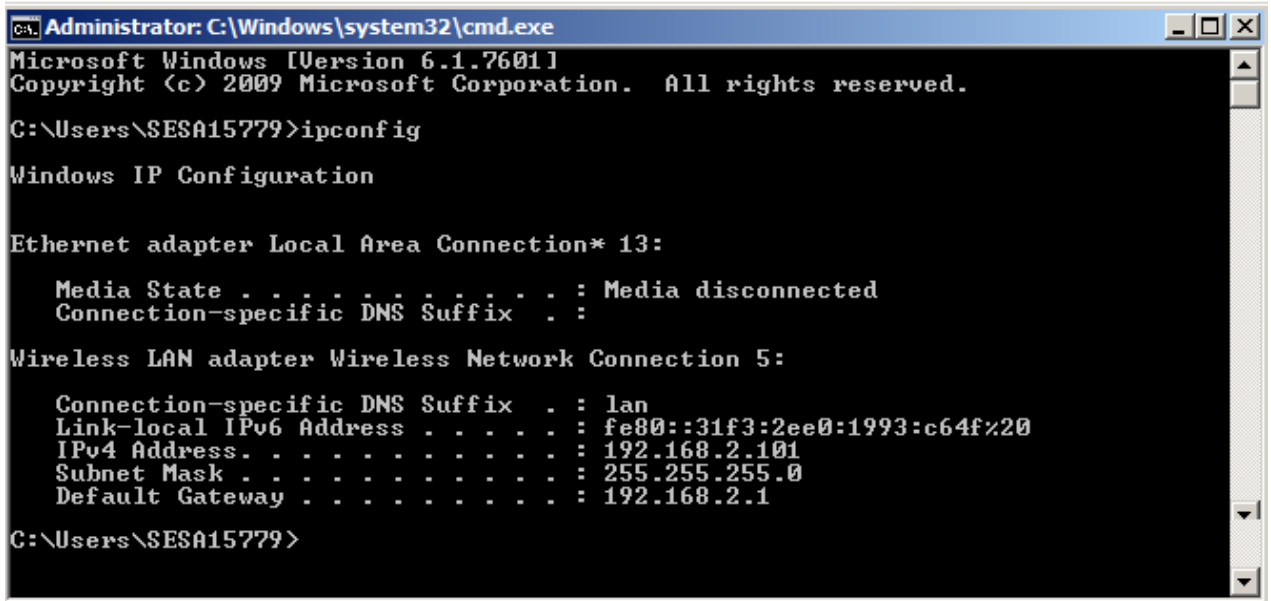 Administrator: C:\Windows\system32\cmd.exe
Microsoft Windows [Version 6.1.7601]
Copyright (c) 2009 Microsoft Corporation.  All rights reserved.
C:\Users\SESA15779>ipconfig
Windows IP Configuration
Ethernet adapter Local Area Connection* 13:
   Media State . . . . . . . . . . . : Media disconnected
   Connection-specific DNS Suffix  . :
Wireless LAN adapter Wireless Network Connection 5:
   Connection-specific DNS Suffix  . : lan
   Link-local IPv6 Address . . . . . : fe80::31f3:2ee0:1993:c64f%20
   IPv4 Address. . . . . . . . . . . : 192.168.2.101
   Subnet Mask . . . . . . . . . . . : 255.255.255.0
   Default Gateway . . . . . . . . . : 192.168.2.1
C:\Users\SESA15779>